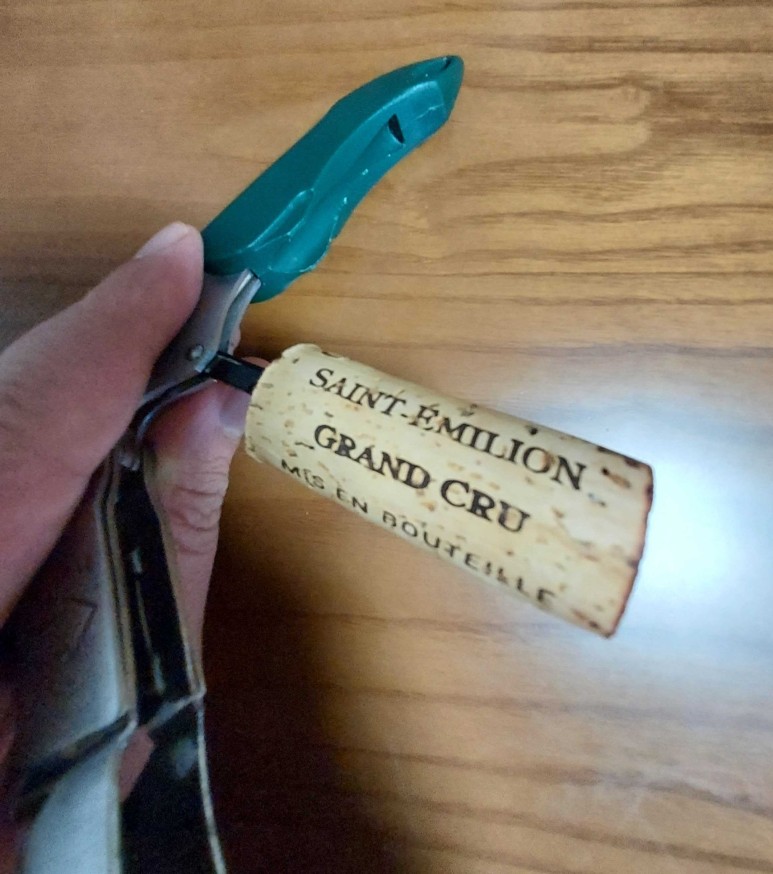 SAINT-ÉMILION
GRAND CRU
MIS EN BOUTEILLE